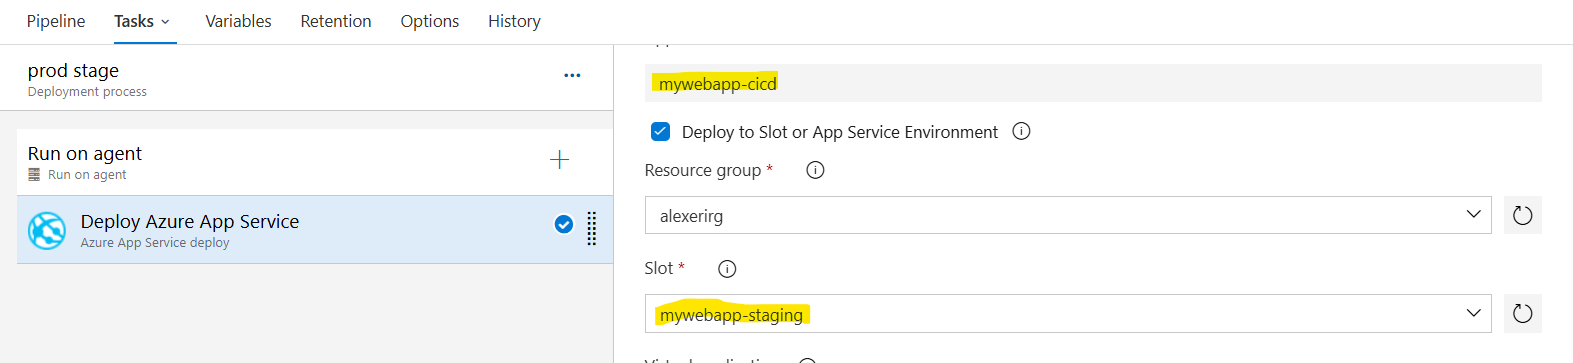 Pipeline Tasks Variables Retention Options History
prod stage
Deployment process
Run on agent
Run on agent
Deploy Azure App Service
Azure App Service deploy
mywebapp-cicd
Deploy to Slot or App Service Environment
Resource group *
alexerirg
Slot *
mywebapp-staging